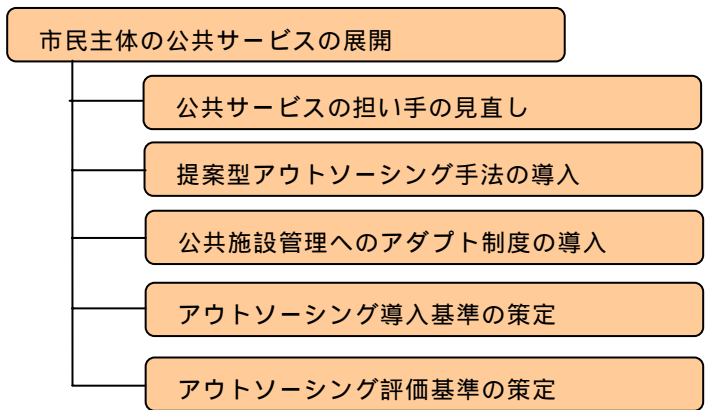 市民主体の公共サービスの展開
公共サービスの担い手の見直し
提案型アウトソーシング手法の導入
公共施設管理へのアダプト制度の導入
アウトソーシング導入基準の策定
アウトソーシング評価基準の策定